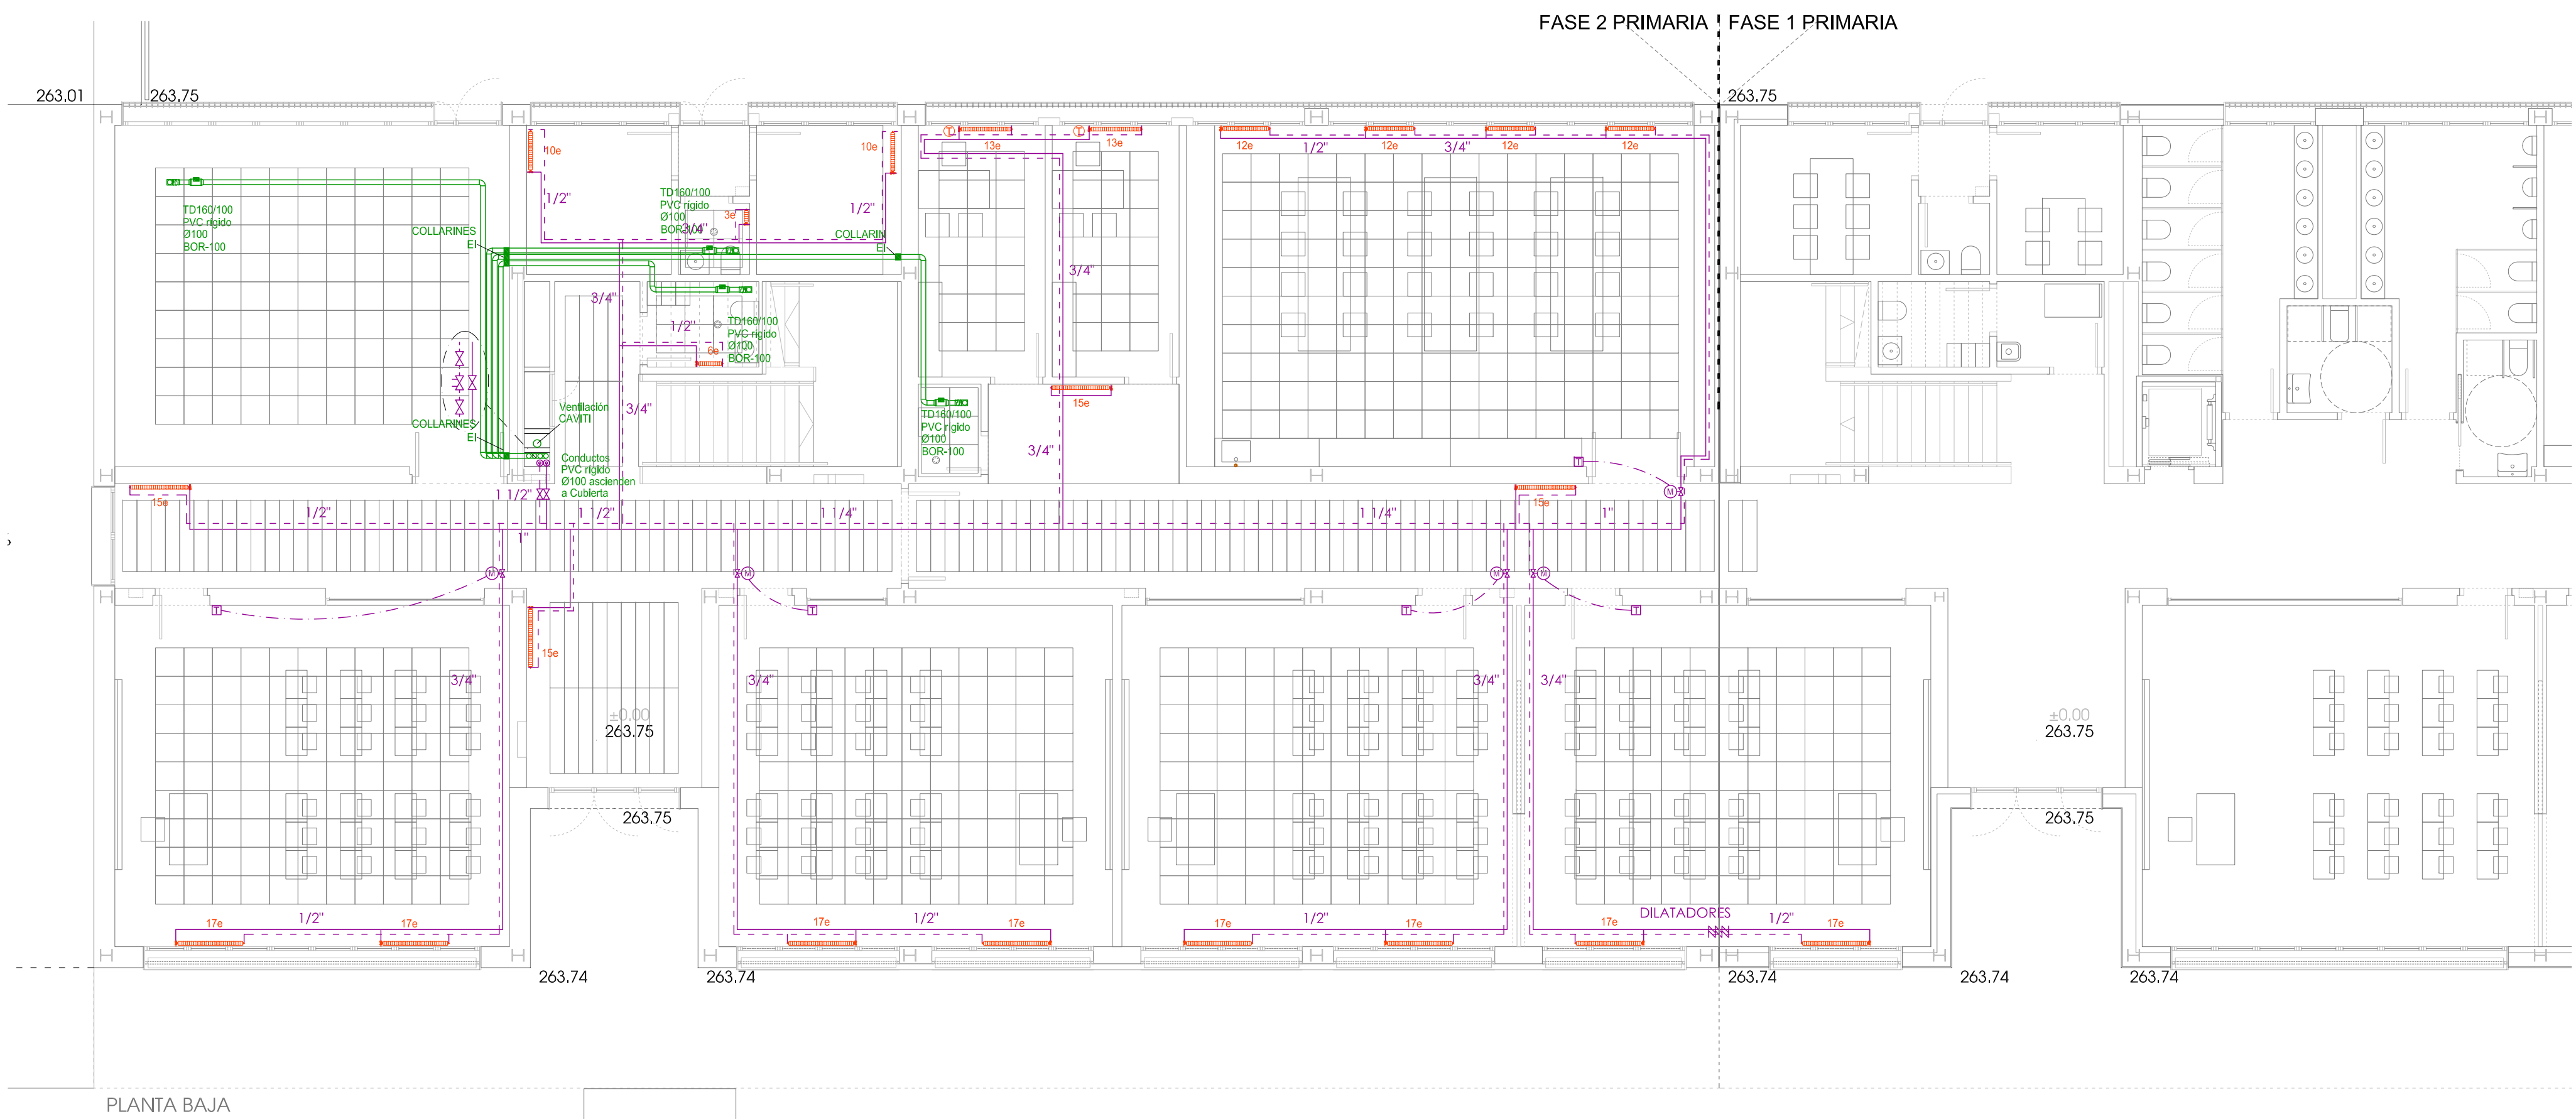 FASE 2 PRIMARIA
FASE 1 PRIMARIA
263.01
263.75
263.75
10e
10e
13e
13e
12e
1/2"
12e
3/4"
12e
12e
TD160/100
PVC rígido
Ø100
BOR-100
TD160/100
PVC rígido
Ø100
BOR-100
3e
3/4"
1/2"
1/2"
COLLARINES
EI
COLLARIN
EI
3/4"
3/4"
1/2"
6e
TD160/100
PVC rígido
Ø100
BOR-100
Ventilación
CAVITI
3/4"
COLLARINES
EI
15e
TD160/100
PVC rígido
Ø100
BOR-100
3/4"
Conductos
PVC rígido
Ø100 ascienden
a Cubierta
T
T
T
M
15e
1 1/2"
15e
1/2"
1 1/2"
1 1/4"
1 1/4"
1"
1"
M
M
M
M
T
T
T
T
15e
3/4"
3/4"
3/4"
3/4"
±0.00
263.75
±0.00
263.75
263.75
263.75
17e
1/2"
17e
17e
1/2"
17e
17e
1/2"
17e
17e
DILATADORES
1/2"
17e
263.74
263.74
263.74
263.74
263.74
PLANTA BAJA